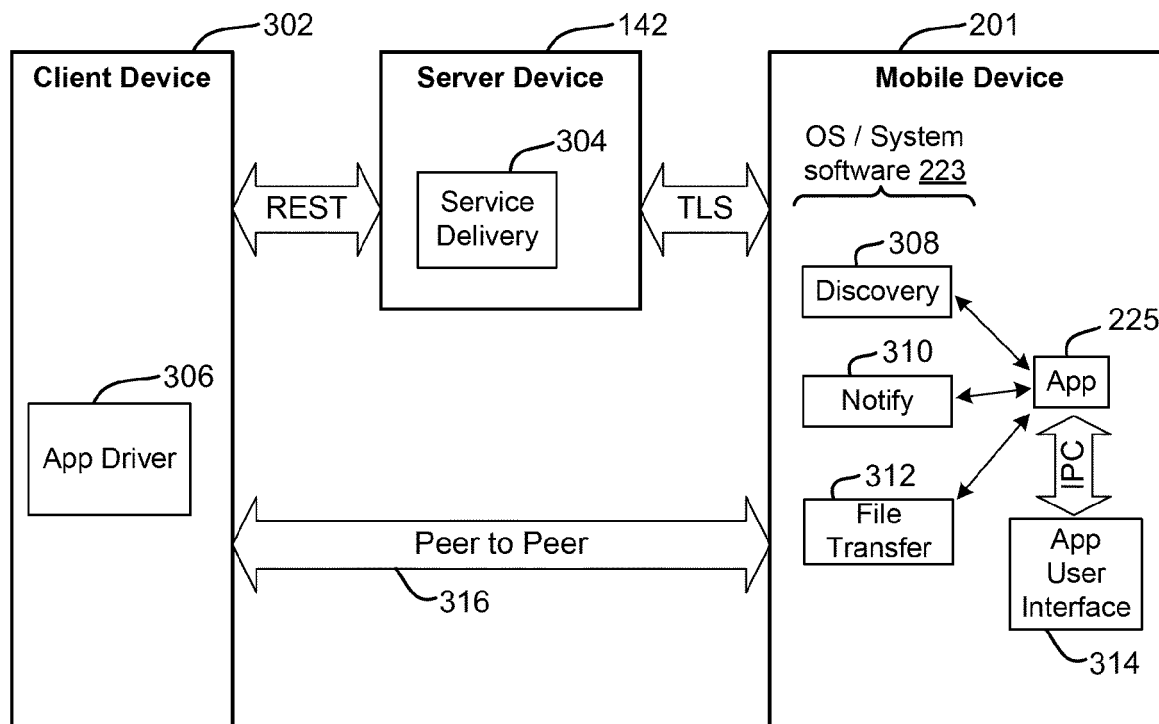 302
142
201
Client Device
Server Device
Mobile Device
OS / System
software 223
304
REST
Service
Delivery
TLS
308
Discovery
225
306
310
App
Notify
App Driver
IPC
312
File
Transfer
Peer to Peer
App
User
Interface
316
314